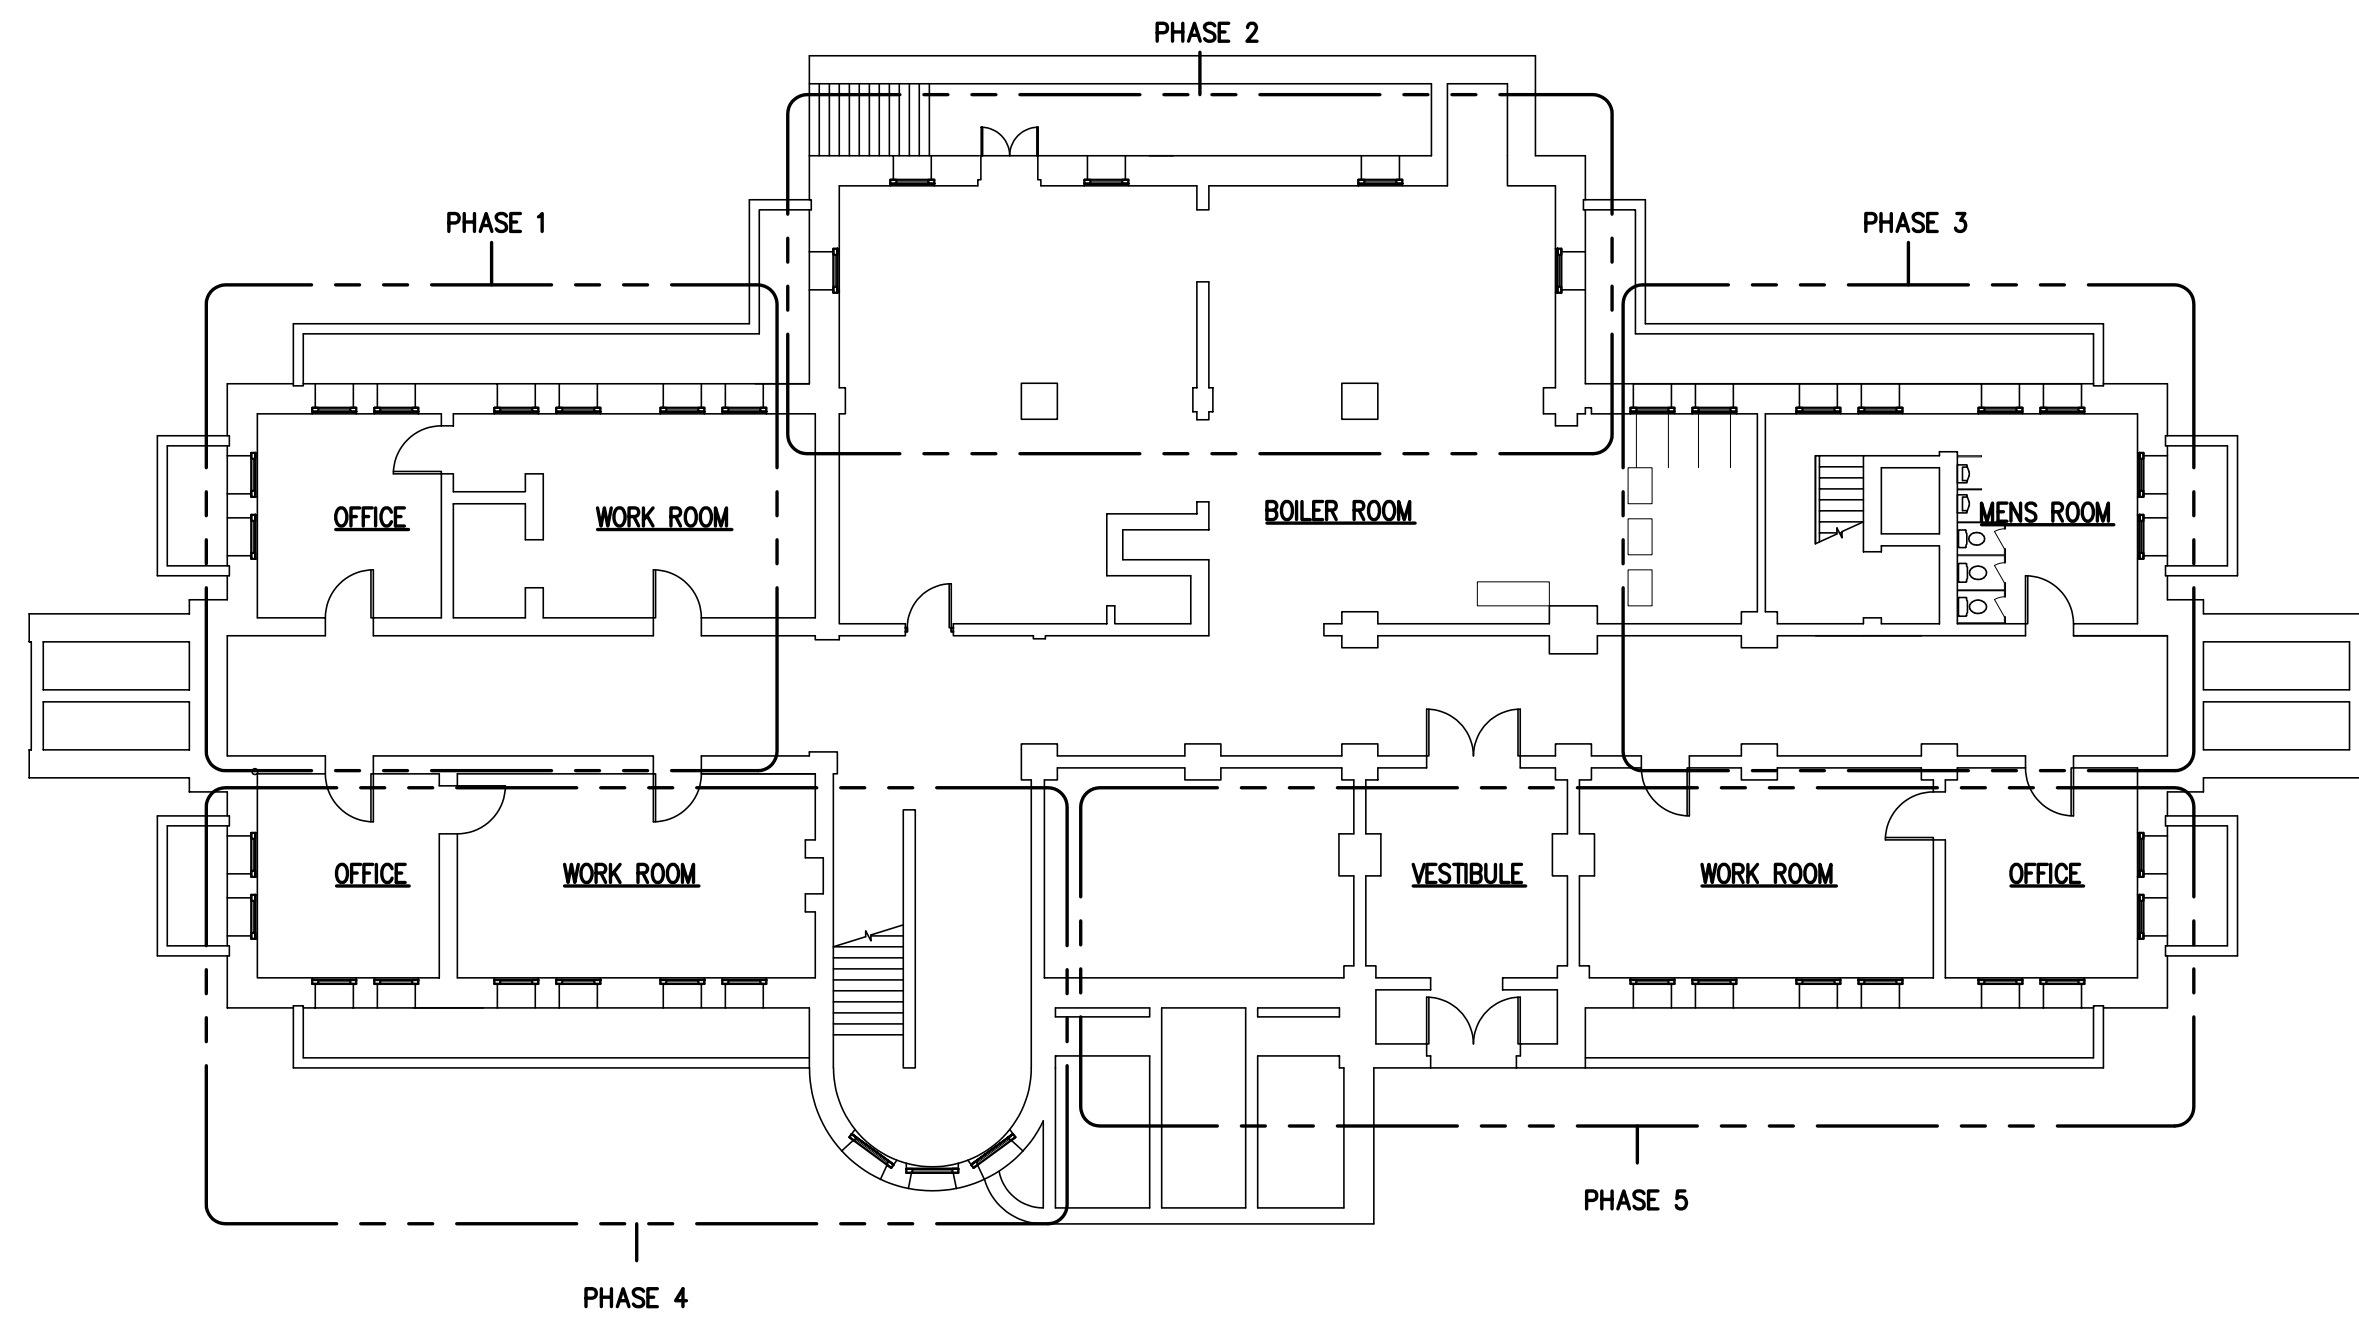 PHASE 2
PHASE 1
PHASE 3
OFFICE
WORK ROOM
BOILER ROOM
MENS ROOM
OFFICE
WORK ROOM
VESTIBULE
WORK ROOM
OFFICE
PHASE 5
PHASE 4